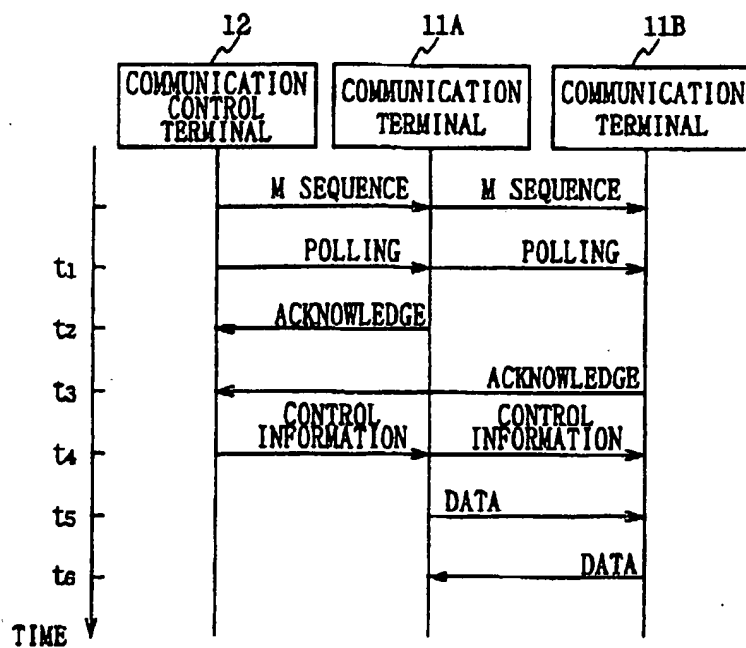 12
11A
11B
COMMUNICATION
CONTROL
TERMINAL
COMMUNICATION
TERMINAL
COMMUNICATION
TERMINAL
M SEQUENCE
M SEQUENCE
t1
POLLING
POLLING
t2
ACKNOWLEDGE
t3
ACKNOWLEDGE
CONTROL
INFORMATION
CONTROL
INFORMATION
t4
t5
DATA
t6
DATA
TIME